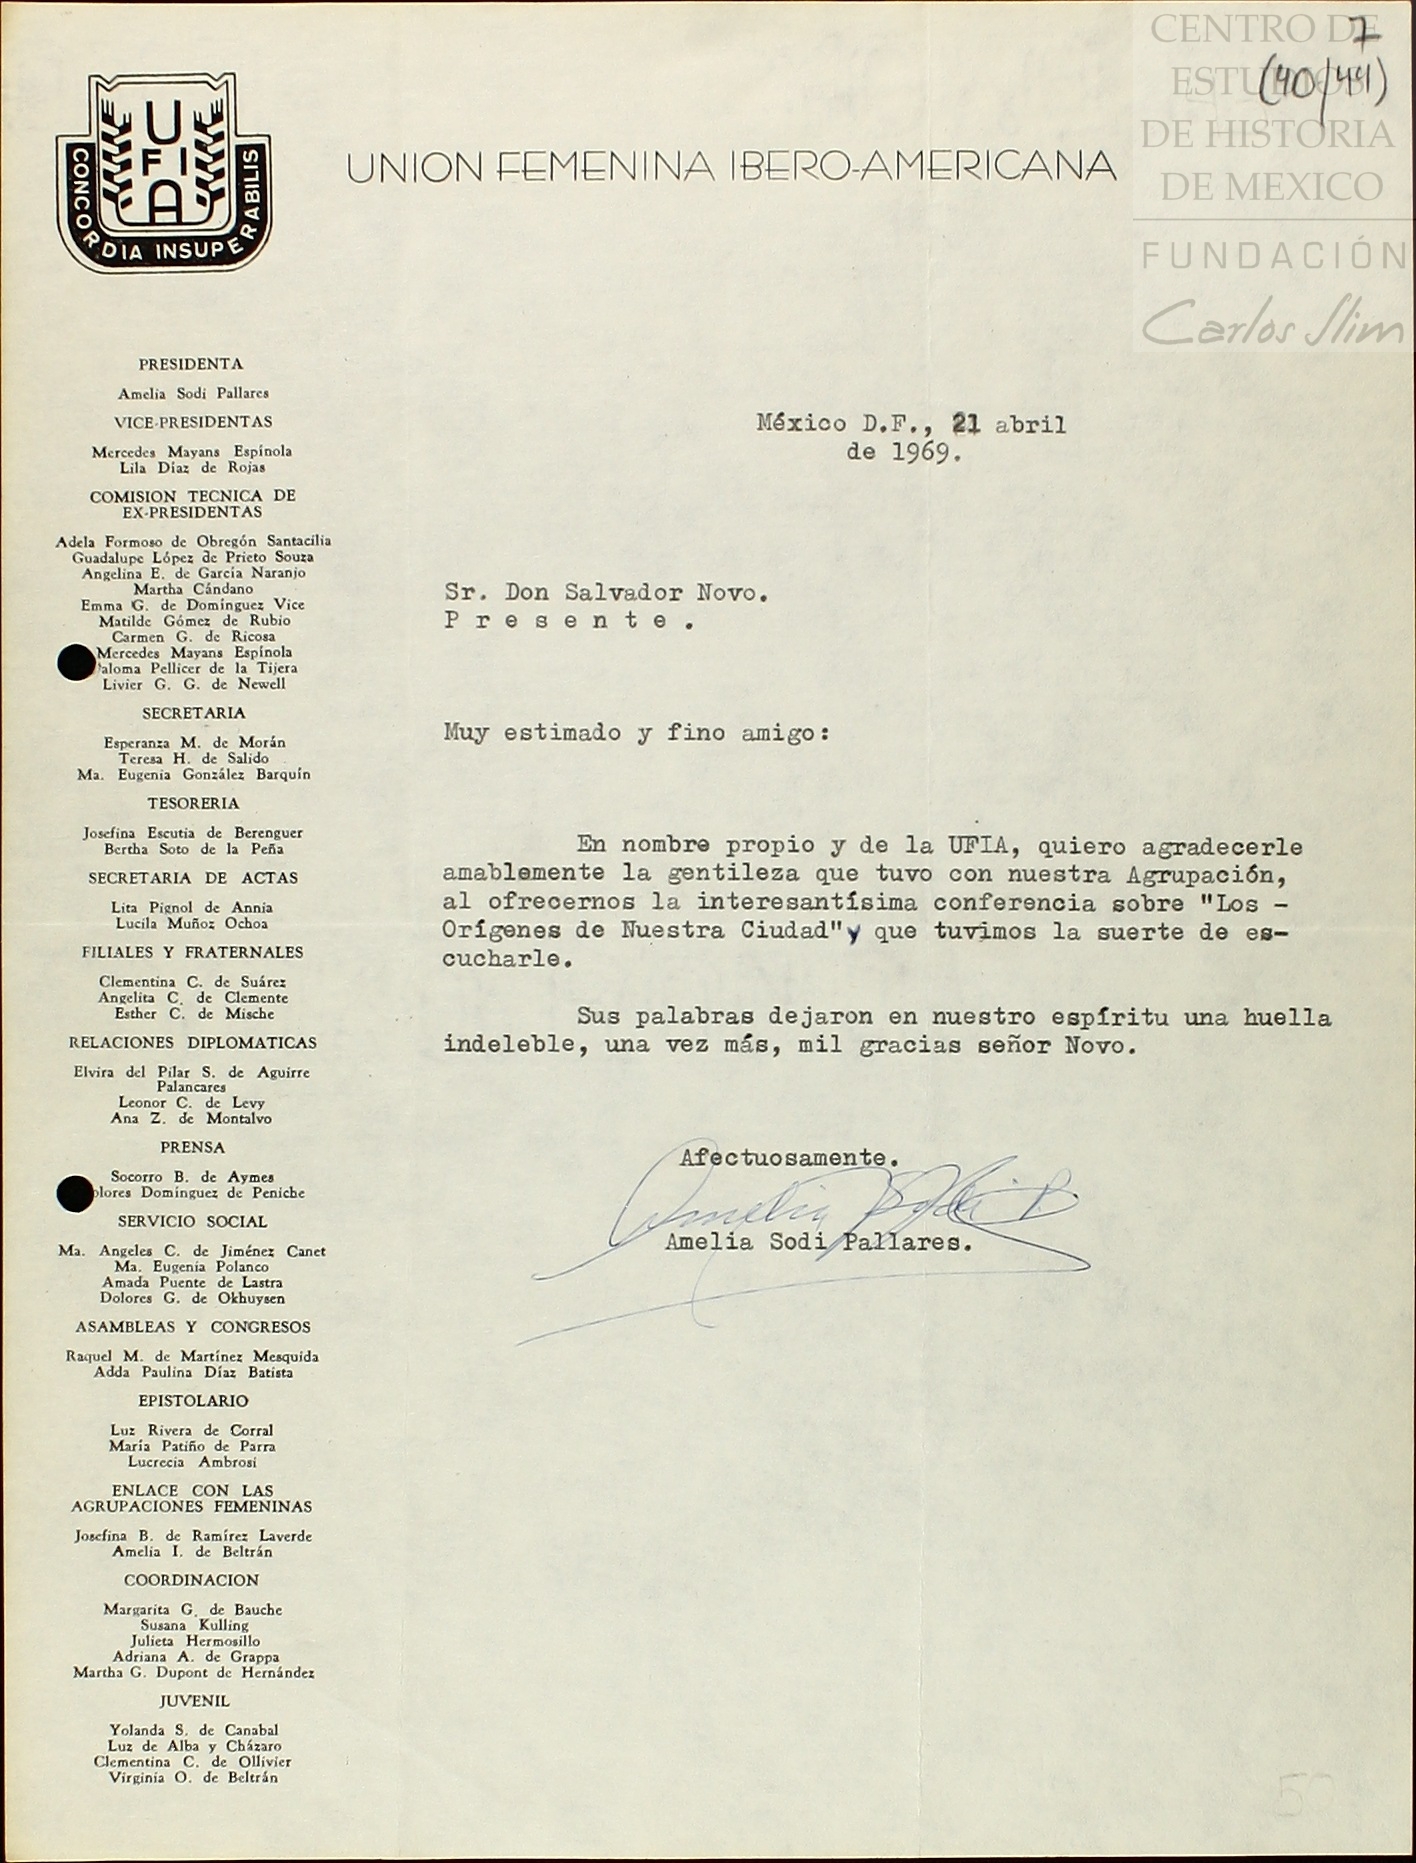 CENTRO DE
ESTUDIOS
DE HISTORIA
DE MEXICO
FUNDACIÓN
Carlos Slim
7
(40/44)
UFIA
CONCORDIA INSUPERABILIS
UNION FEMENINA IBERO-AMERICANA
PRESIDENTA
Amelia Sodi Pallares
VICE-PRESIDENTAS
Mercedes Mayans Espínola
Lila Díaz de Rojas
COMISION TECNICA DE
EX-PRESIDENTAS
Adela Formoso de Obregón Santacilia
Guadalupe López de Prieto Souza
Angelina E. de García Naranjo
Martha Cándano
Emma G. de Domínguez Vice
Matilde Gómez de Rubio
Carmen G. de Ricosa
Mercedes Mayans Espínola
aloma Pellicer de la Tijera
Livier G. G. de Newell
SECRETARIA
Esperanza M. de Morán
Teresa H. de Salido
Ma. Eugenia González Barquín
TESORERIA
Josefina Escutia de Berenguer
Bertha Soto de la Peña
SECRETARIA DE ACTAS
Lita Pignol de Annia
Lucila Muñoz Ochoa
FILIALES Y FRATERNALES
Clementina C. de Suárez
Angelita C. de Clemente
Esther C. de Mische
RELACIONES DIPLOMATICAS
Elvira del Pilar S. de Aguirre
Palancares
Leonor C. de Levy
Ana Z. de Montalvo
PRENSA
Socorro B. de Aymes
olores Domínguez de Peniche
SERVICIO SOCIAL
Ma. Angeles C. de Jiménez Canet
Ma. Eugenia Polanco
Amada Puente de Lastra
Dolores G. de Okhuysen
ASAMBLEAS Y CONGRESOS
Raquel M. de Martínez Mesquida
Adda Paulina Díaz Batista
EPISTOLARIO
Luz Rivera de Corral
María Patiño de Parra
Lucrecia Ambrosi
ENLACE CON LAS
AGRUPACIONES FEMENINAS
Josefina B. de Ramírez Laverde
Amelia I. de Beltrán
COORDINACION
Margarita G. de Bauche
Susana Kulling
Julieta Hermosillo
Adriana A. de Grappa
Martha G. Dupont de Hernández
JUVENIL
Yolanda S. de Canabal
Luz de Alba y Cházaro
Clementina C. de Ollivier
Virginia O. de Beltrán
México D.F., 21 abril
de 1969.
Sr. Don Salvador Novo.
P r e s e n t e .
Muy estimado y fino amigo:
En nombre propio y de la UFIA, quiero agradecerle
amablemente la gentileza que tuvo con nuestra Agrupación,
al ofrecernos la interesantísima conferencia sobre "Los -
Orígenes de Nuestra Ciudad"y que tuvimos la suerte de es-
cucharle.
Sus palabras dejaron en nuestro espíritu una huella
indeleble, una vez más, mil gracias señor Novo.
Afectuosamente.
Amelia Sodi P.
Amelia Sodi Pallares.
50